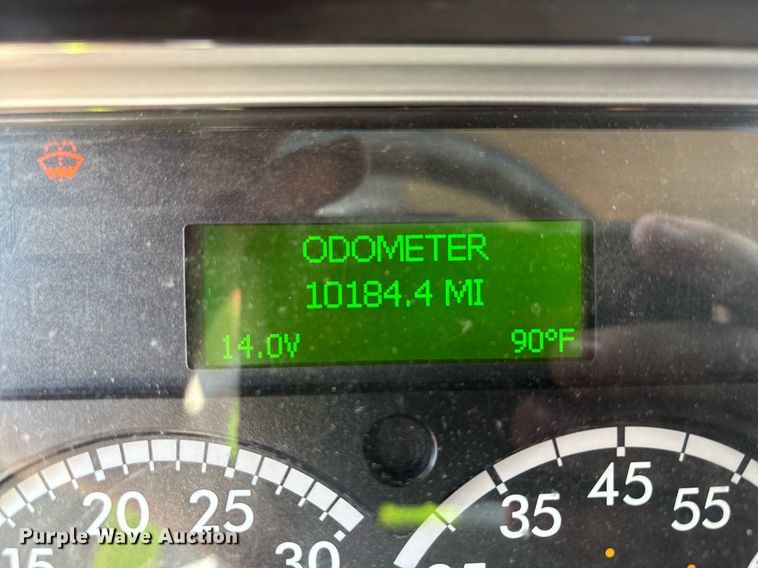 ODOMETER
10184.4 MI
14.0V 90°F
20 25 35 45 55
15 30
Purple Wave Auction